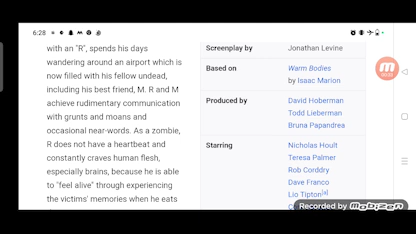 6:28
with an "R", spends his days
wandering around an airport which is
now filled with his fellow undead,
including his best friend, M. R and M
achieve rudimentary communication
with grunts and moans and
occasional near-words. As a zombie,
R does not have a heartbeat and
constantly craves human flesh,
especially brains, because he is able
to "feel alive" through experiencing
the victims' memories when he eats
Screenplay by
Jonathan Levine
Based on
Warm Bodies
by Isaac Marion
Produced by
David Hoberman
Todd Lieberman
Bruna Papandrea
Starring
Nicholas Hoult
Teresa Palmer
Rob Corddry
Dave Franco
Lio Tipton[a]
Recorded by MOBIZEN